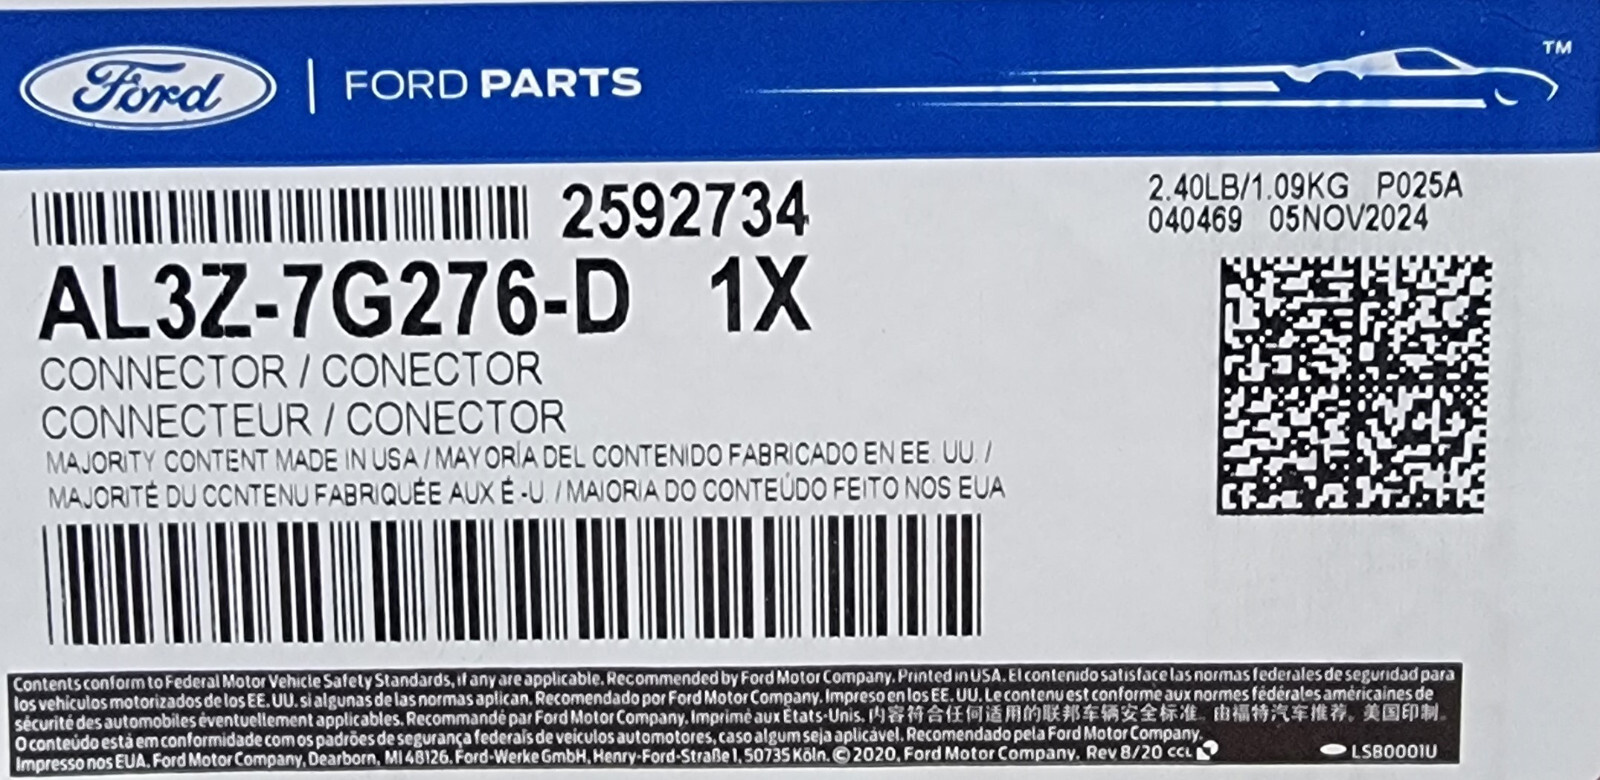 Ford | FORD PARTS
TM
2592734
AL3Z-7G276-D 1X
CONNECTOR / CONECTOR
CONNECTEUR / CONECTOR
MAJORITY CONTENT MADE IN USA / MAYORÍA DEL CONTENIDO FABRICADO EN EE. UU. /
MAJORITÉ DU CONTENU FABRIQUÉE AUX É.-U. / MAIORIA DO CONTEÚDO FEITO NOS EUA
2.40LB/1.09KG P025A
040469 05NOV2024
Contents conform to Federal Motor Vehicle Safety Standards, if any are applicable. Recommended by Ford Motor Company. Printed in USA. El contenido satisface las normas federales de seguridad para
los vehículos motorizados de los EE. UU. si algunas de las normas aplican. Recomendado por Ford Motor Company. Impreso en los EE. UU. Le contenu est conforme aux normes fédérales américaines de
sécurité des automobiles éventuellement applicables. Recommandé par Ford Motor Company. Imprimé aux Etats-Unis. 内容符合任何适用的联邦车辆安全标准。由福特汽车推荐。美国印制。
O conteúdo está em conformidade com os padrões de segurança federais de veículos automotores, caso algum seja aplicável. Recomendado pela Ford Motor Company.
Impresso nos EUA. Ford Motor Company, Dearborn, MI 48126. Ford-Werke GmbH, Henry-Ford-Straße 1, 50735 Köln. © 2020, Ford Motor Company. Rev 8/20 CCL
LSB0001U